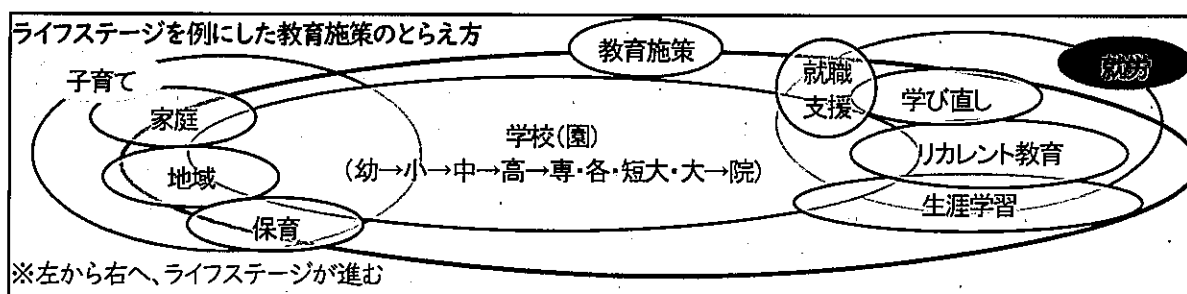 ライフステージを例にした教育施策のとらえ方
教育施策
子育て
就職
支援
就労
学び直し
家庭
学校(園)
(幼→小→中→高→専・各・短大・大→院)
リカレント教育
地域
生涯学習
保育
※左から右へ、ライフステージが進む